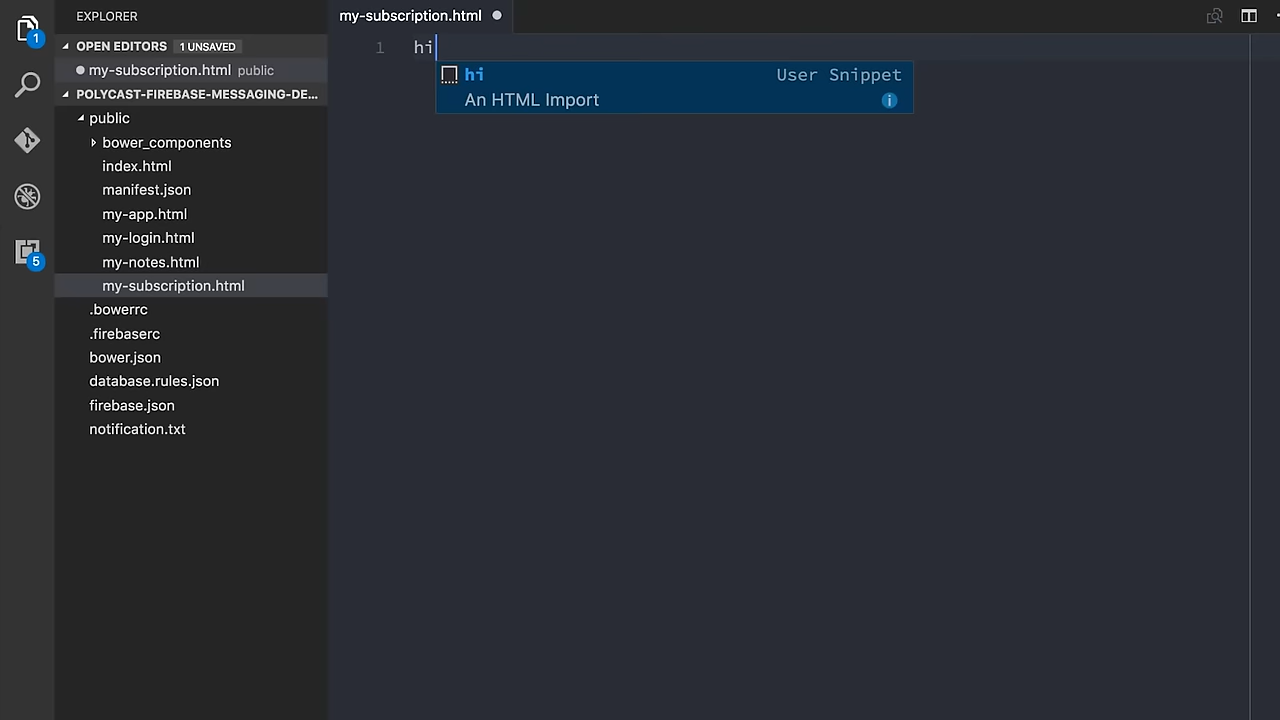 EXPLORER
OPEN EDITORS 1 UNSAVED
my-subscription.html public
POLYCAST-FIREBASE-MESSAGING-DE...
public
bower_components
index.html
manifest.json
my-app.html
my-login.html
my-notes.html
my-subscription.html
.bowerrc
.firebaserc
bower.json
database.rules.json
firebase.json
notification.txt
1
5
my-subscription.html
1 hi
hi User Snippet
An HTML Import